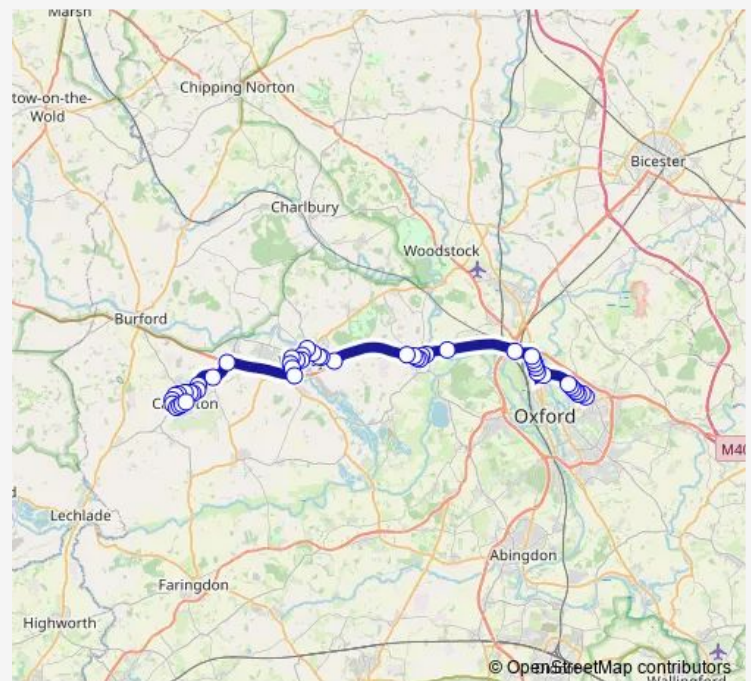 Marsh
Chipping Norton
tow-on-the-
Wold
Bicester
Charlbury
Woodstock
Burford
Oxford
M40
Lechlade
Abingdon
Faringdon
Highworth
© OpenStreetMap contributors
Wallingford